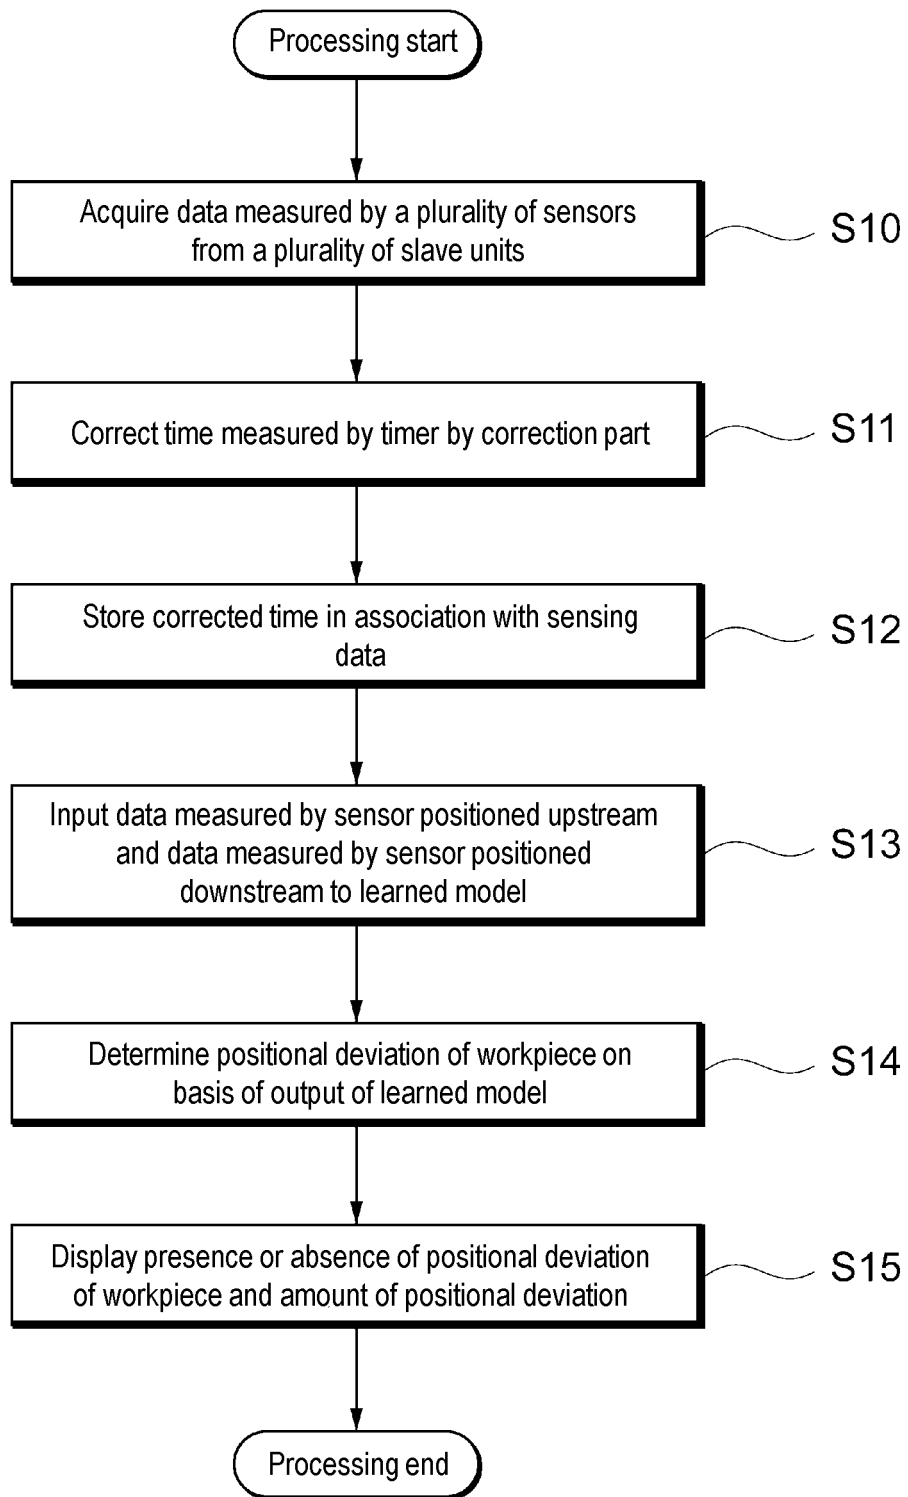 Processing start
Acquire data measured by a plurality of sensors
from a plurality of slave units
S10
Correct time measured by timer by correction part
S11
Store corrected time in association with sensing
data
S12
Input data measured by sensor positioned upstream
and data measured by sensor positioned
downstream to learned model
S13
Determine positional deviation of workpiece on
basis of output of learned model
S14
Display presence or absence of positional deviation
of workpiece and amount of positional deviation
S15
Processing end